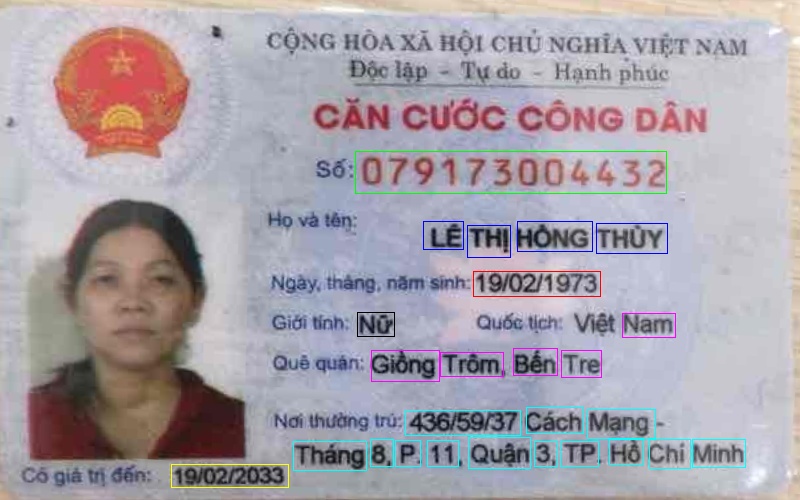 CỘNG HÒA XÃ HỘI CHỦ NGHĨA VIỆT NAM
Độc lập - Tự do - Hạnh phúc
CĂN CƯỚC CÔNG DÂN
Số: 079173004432
Họ và tên:
LÊ THỊ HỒNG THỦY
Ngày, tháng, năm sinh: 19/02/1973
Giới tính: Nữ Quốc tịch: Việt Nam
Quê quán: Giồng Trôm, Bến Tre
Nơi thường trú: 436/59/37 Cách Mạng -
Tháng 8, P. 11, Quận 3, TP. Hồ Chí Minh
Có giá trị đến: 19/02/2033